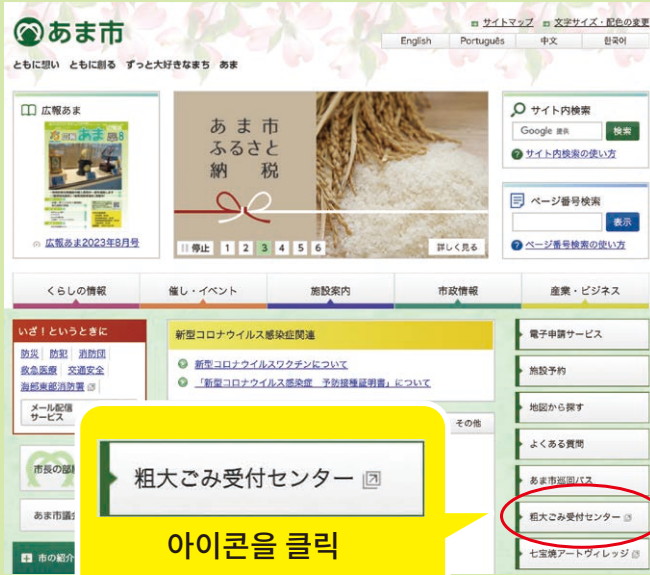 サイトマップ 文字サイズ・配色の変更
あま市
English Português 中文 한국어
ともに想い ともに創る ずっと大好きなまち あま
広報あま
広報あま2023年8月号
あま市
ふるさと
納税
停止 1 2 3 4 5 6 詳しく見る
サイト内検索
Google 提供 検索
サイト内検索の使い方
ページ番号検索
表示
ページ番号検索の使い方
くらしの情報 催し・イベント 施設案内 市政情報 産業・ビジネス
いざ！というときに
防災 防犯 消防団
救急医療 交通安全
海部東部消防署
メール配信
サービス
市長の部
あま市議
市の紹介
新型コロナウイルス感染症関連
新型コロナウイルスワクチンについて
「新型コロナウイルス感染症 予防接種証明書」について
その他
粗大ごみ受付センター
아이콘을 클릭
電子申請サービス
施設予約
地図から探す
よくある質問
あま市巡回バス
粗大ごみ受付センター
七宝焼アートヴィレッジ